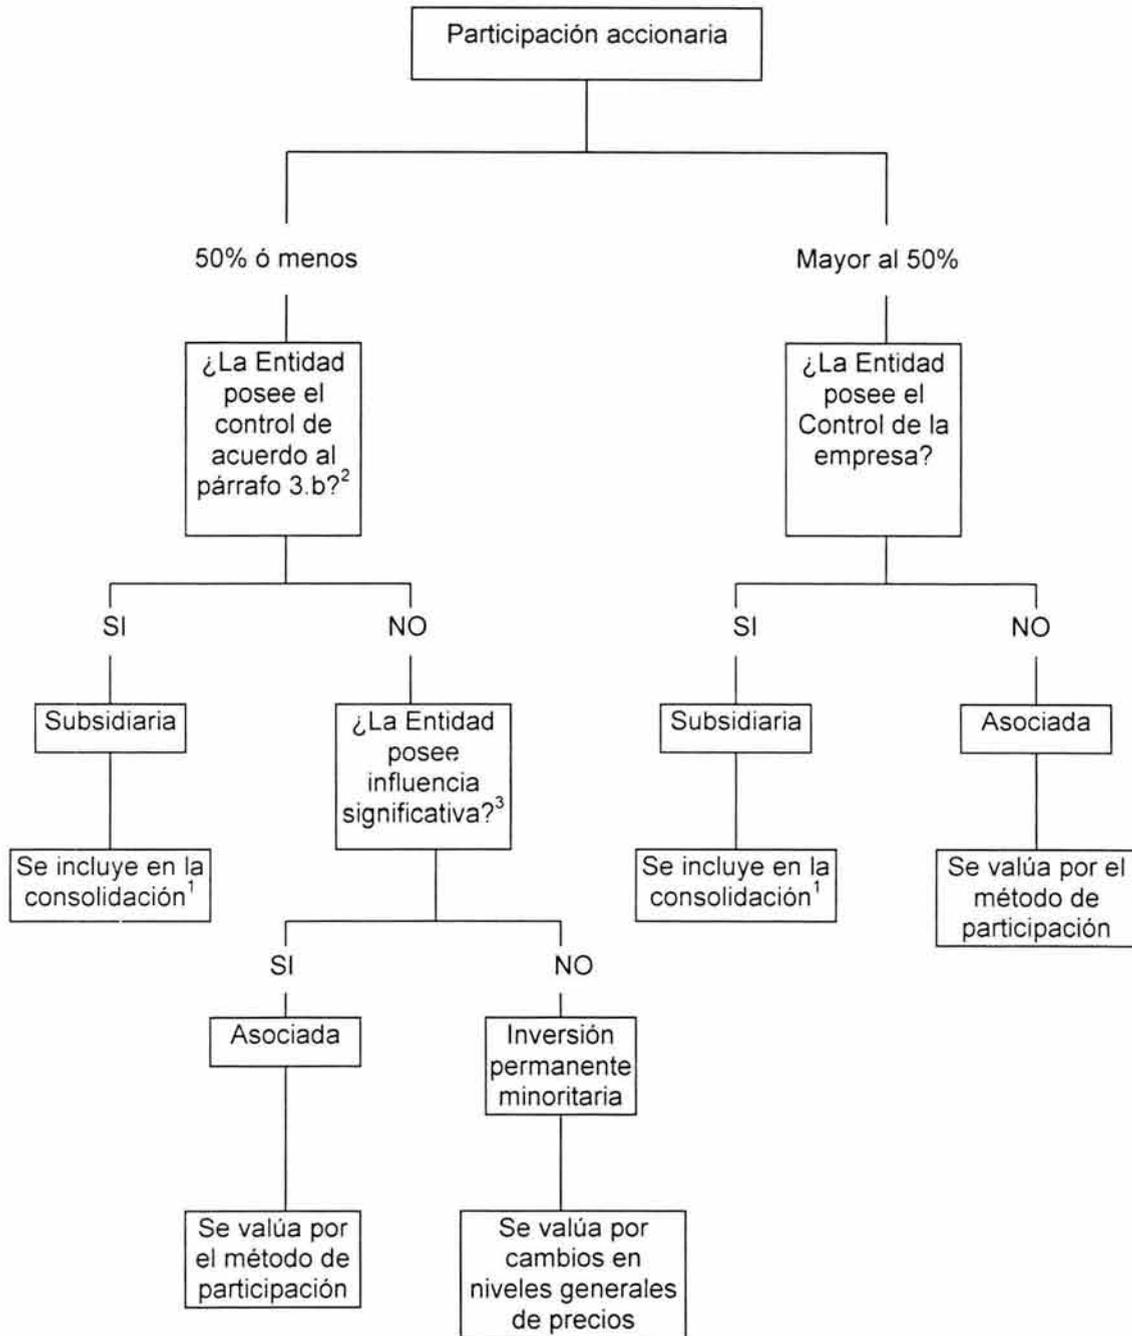 Participación accionaria
50% ó menos
Mayor al 50%
¿La Entidad
posee el
control de
acuerdo al
párrafo 3.b?²
¿La Entidad
posee el
Control de la
empresa?
SI
NO
SI
NO
Subsidiaria
¿La Entidad
posee
influencia
significativa?³
Subsidiaria
Asociada
Se incluye en la
consolidación¹
Se incluye en la
consolidación¹
Se valúa por el
método de
participación
SI
NO
Asociada
Inversión
permanente
minoritaria
Se valúa por
el método de
participación
Se valúa por
cambios en
niveles generales
de precios